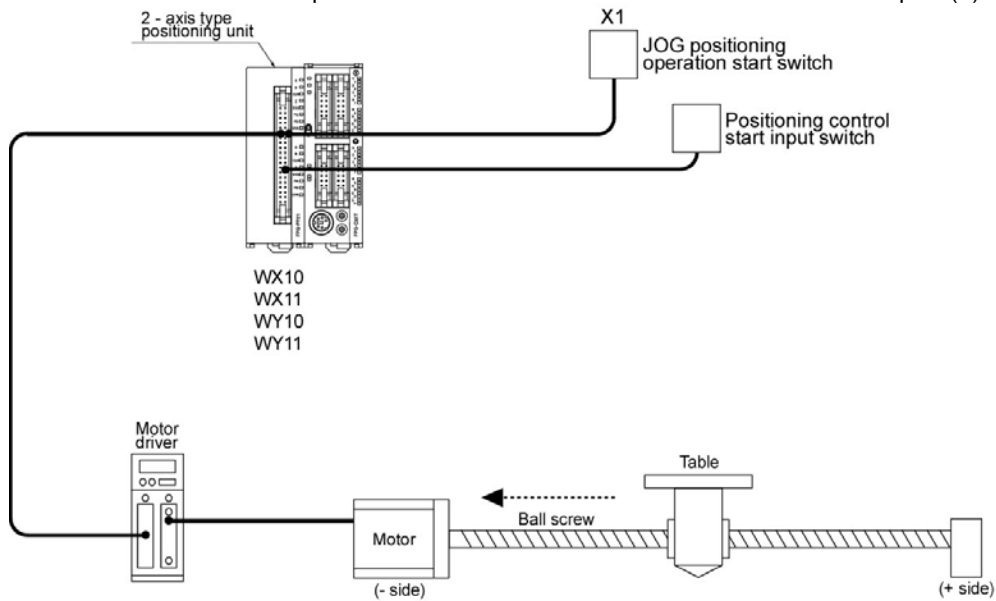 X1
2 - axis type
positioning unit
JOG positioning
operation start switch
Positioning control
start input switch
WX10
WX11
WY10
WY11
Motor
driver
Table
Ball screw
Motor
(- side)
(+ side)